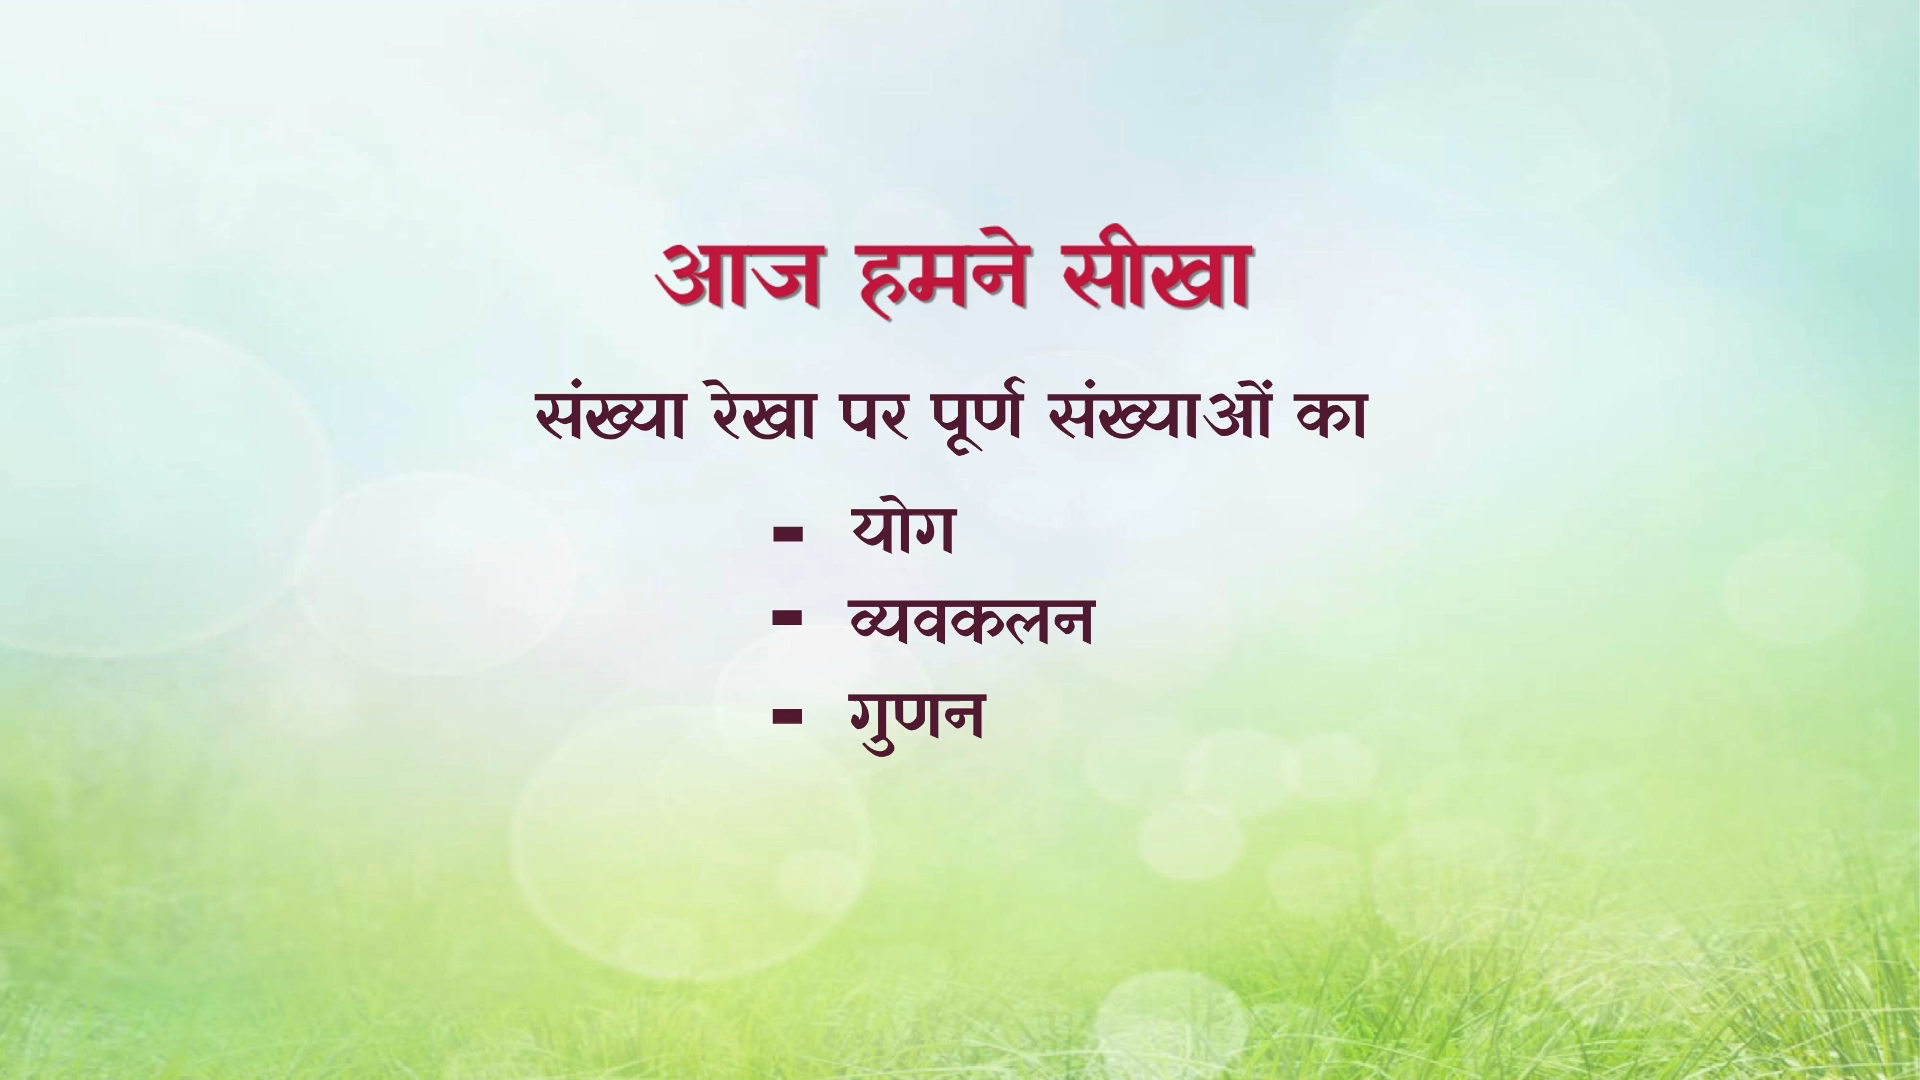 आज हमने सीखा
संख्या रेखा पर पूर्ण संख्याओं का
- योग
- व्यवकलन
- गुणन